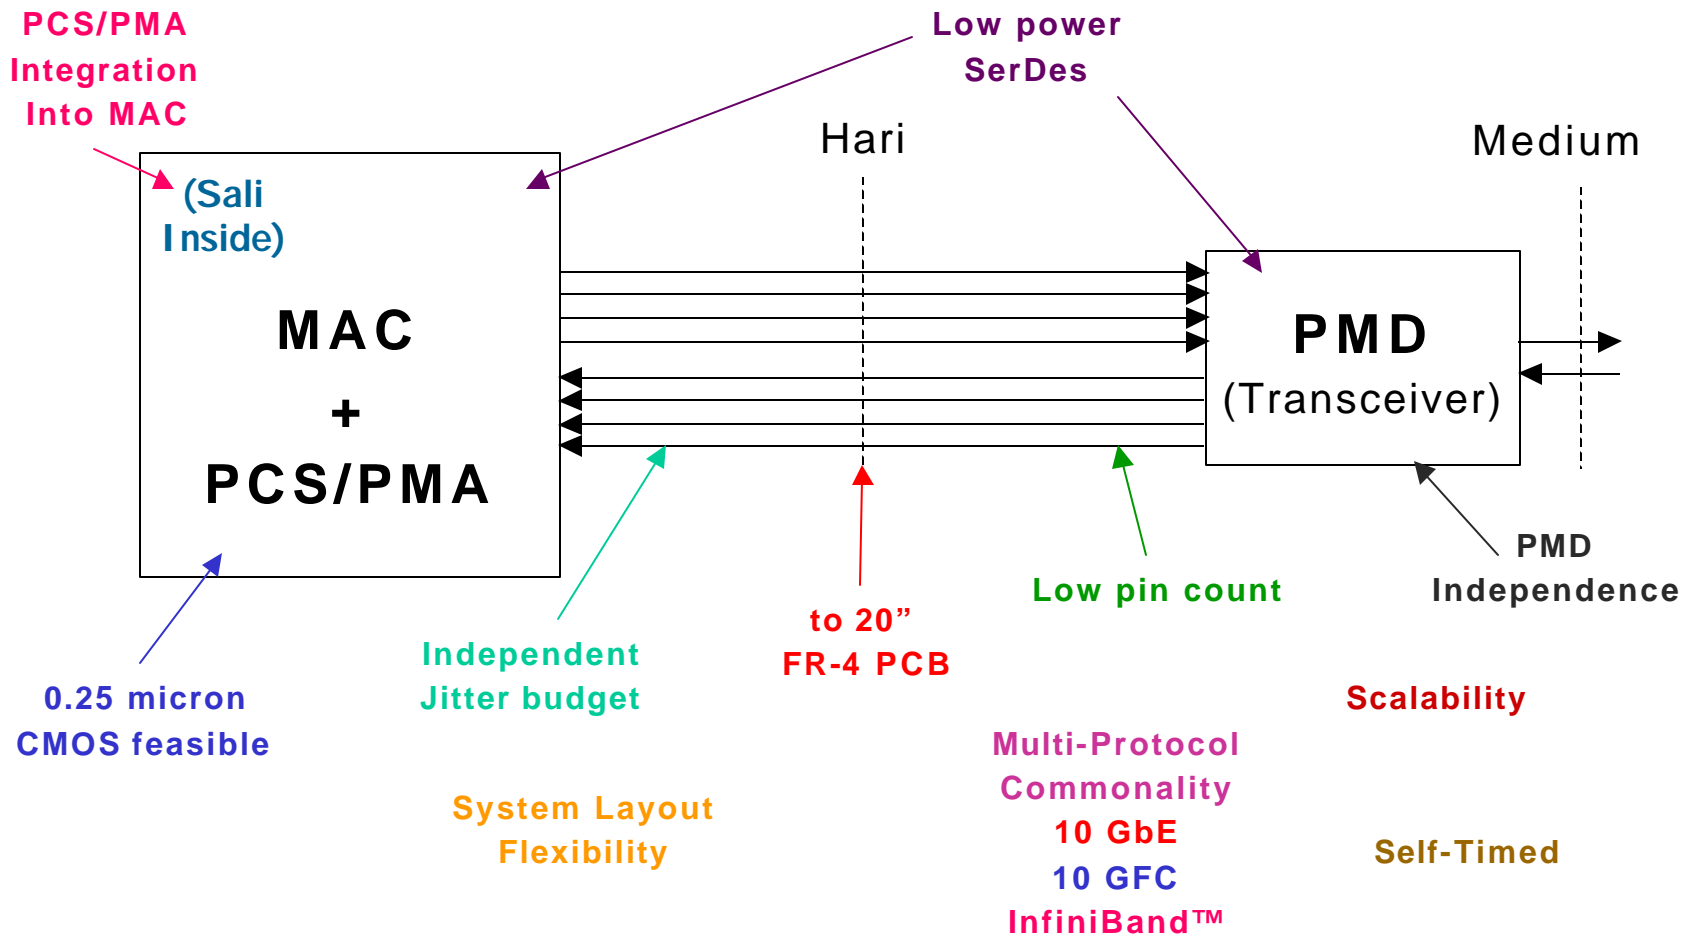 PCS/PMA
Integration
Into MAC
Low power
SerDes
Hari
Medium
(Sali
Inside)
MAC
+
PCS/PMA
PMD
(Transceiver)
PMD
Independence
Low pin count
to 20”
FR-4 PCB
Independent
Jitter budget
0.25 micron
CMOS feasible
Scalability
Multi-Protocol
Commonality
10 GbE
10 GFC
InfiniBand™
System Layout
Flexibility
Self-Timed